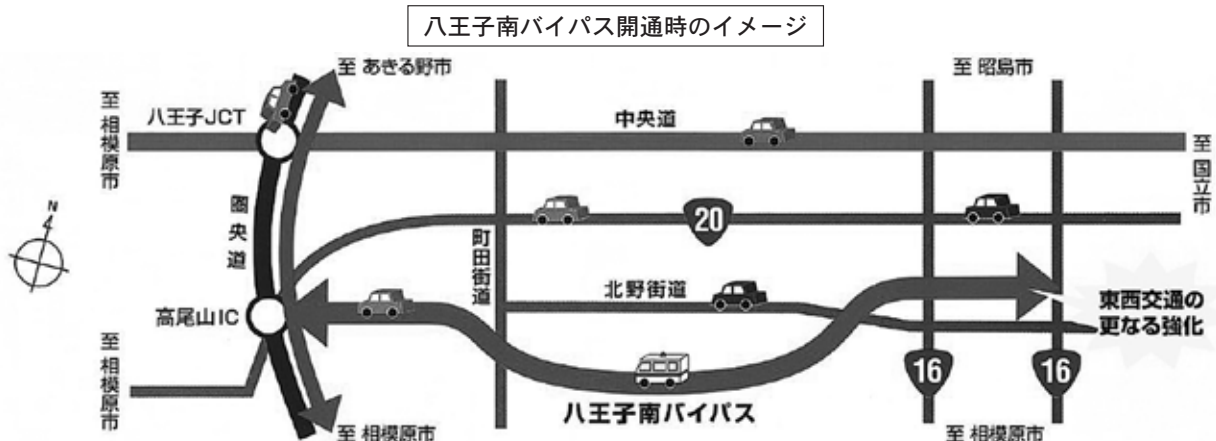 八王子南バイパス開通時のイメージ
至 あきる野市
至 昭島市
至 相模原市
八王子JCT
中央道
至 国立市
N
圏央道
20
町田街道
北野街道
高尾山IC
東西交通の
更なる強化
至 相模原市
16
16
八王子南バイパス
至 相模原市
至 相模原市